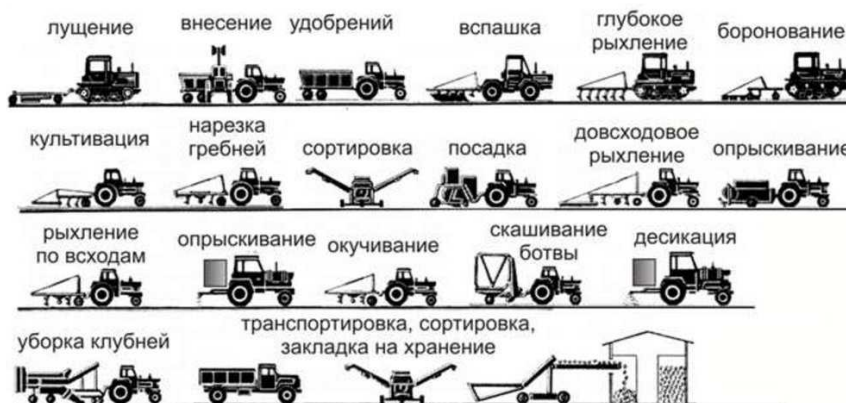 лущение внесение удобрений вспашка глубокое рыхление боронование
культивация нарезка гребней сортировка посадка довсходовое рыхление опрыскивание
рыхление по всходам опрыскивание окучивание скашивание ботвы десикация
уборка клубней транспортировка, сортировка, закладка на хранение